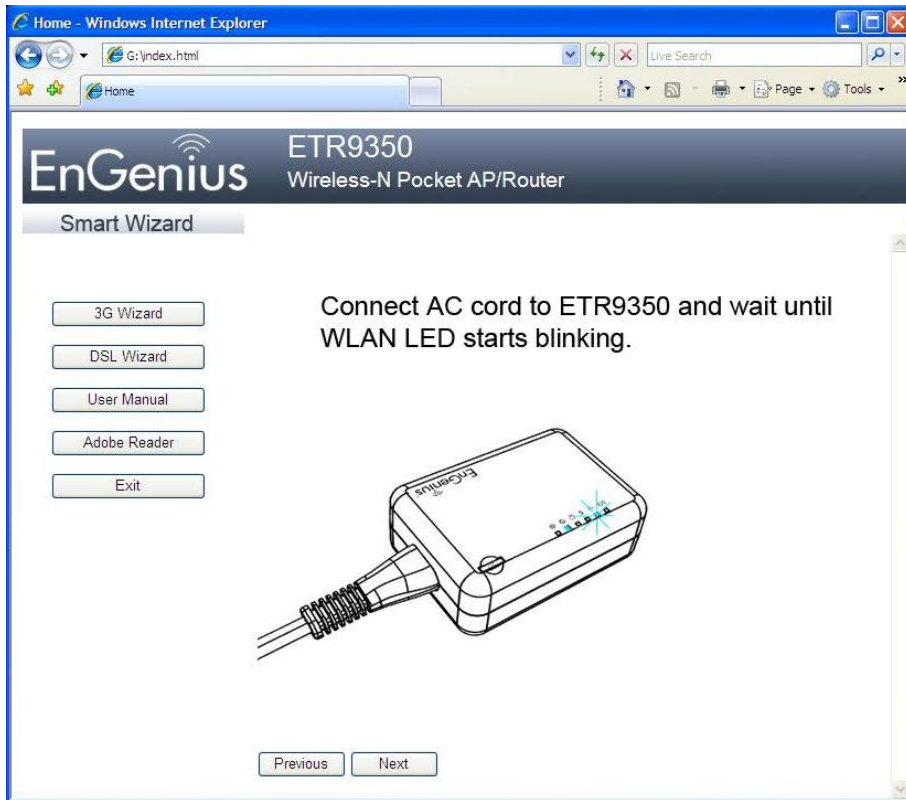 Home - Windows Internet Explorer
G:\index.html
Live Search
Home
Page
Tools
»
EnGenius
ETR9350
Wireless-N Pocket AP/Router
Smart Wizard
3G Wizard
DSL Wizard
User Manual
Adobe Reader
Exit
Connect AC cord to ETR9350 and wait until
WLAN LED starts blinking.
EnGenius
Previous
Next